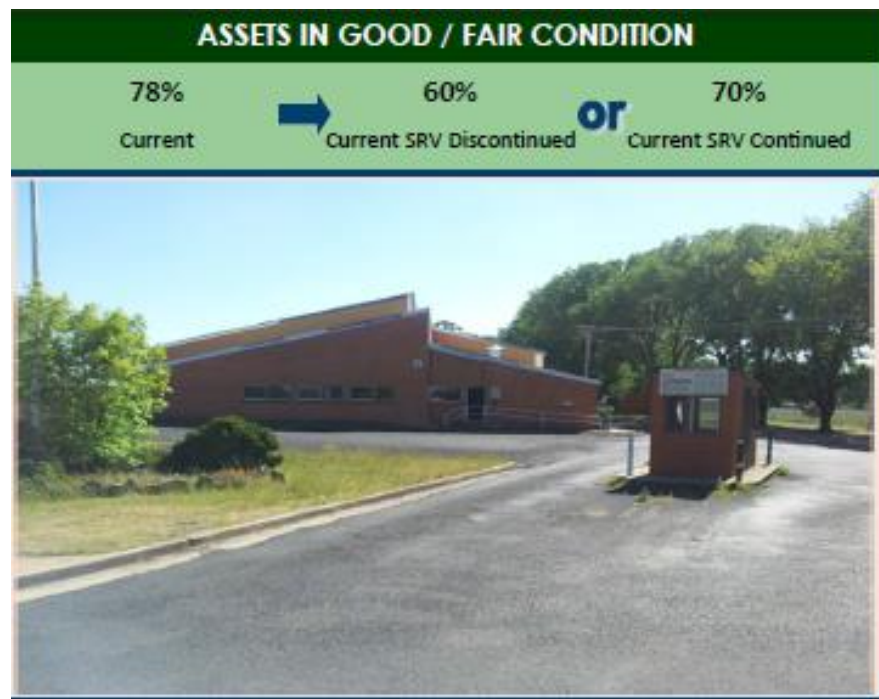 ASSETS IN GOOD / FAIR CONDITION
78% 60% or 70%
Current Current SRV Discontinued Current SRV Continued